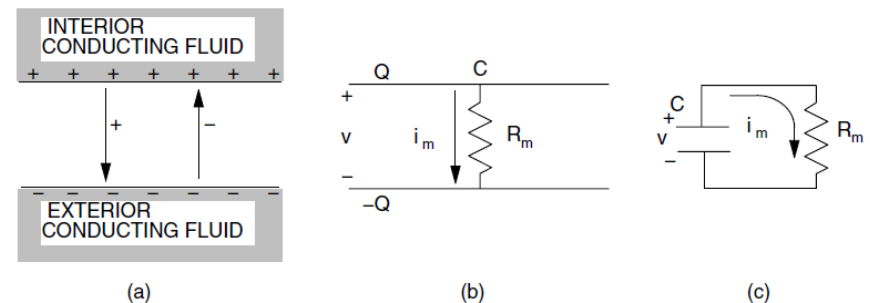 INTERIOR
CONDUCTING FLUID
+ + + + + + +
+ −
− − − − − − −
EXTERIOR
CONDUCTING FLUID
(a)
Q C
+
v i m R m
−
−Q
(b)
C
+
v i m R m
−
(c)